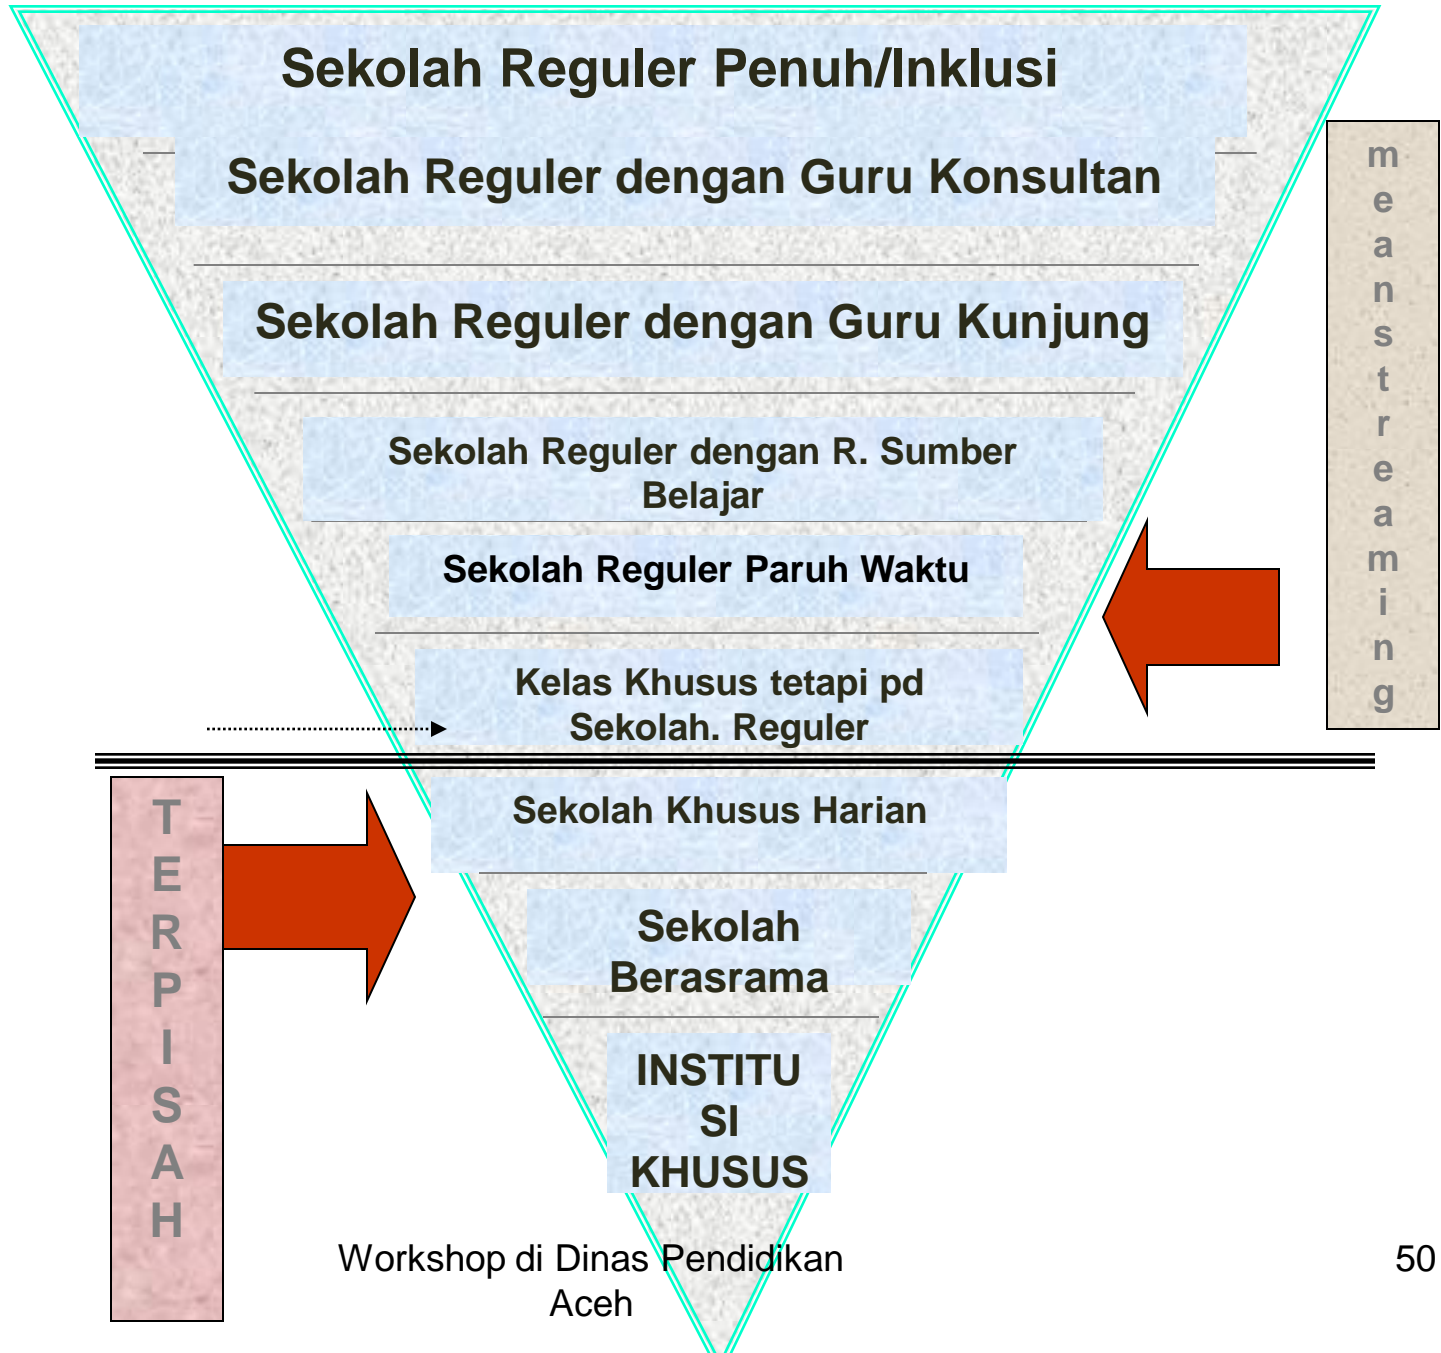 Sekolah Reguler Penuh/Inklusi
Sekolah Reguler dengan Guru Konsultan
Sekolah Reguler dengan Guru Kunjung
Sekolah Reguler dengan R. Sumber
Belajar
Sekolah Reguler Paruh Waktu
Kelas Khusus tetapi pd
Sekolah. Reguler
meanstreaming
Sekolah Khusus Harian
Sekolah
Berasrama
INSTITU
SI
KHUSUS
TERPISAH
Workshop di Dinas Pendidikan
Aceh
50